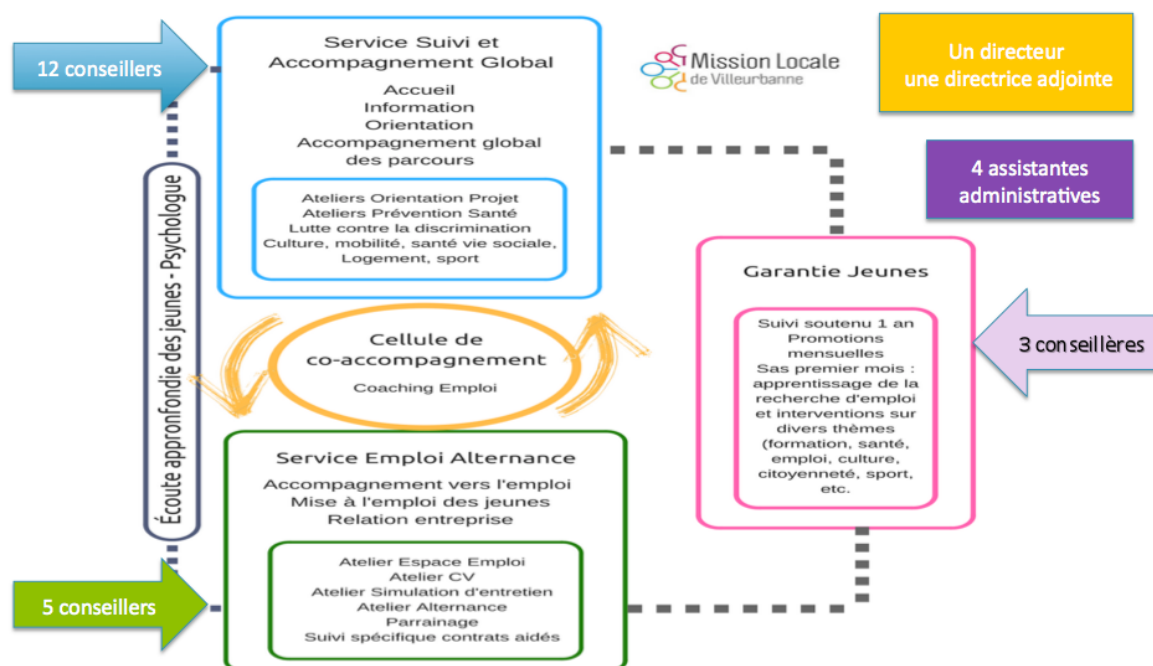 12 conseillers
Service Suivi et
Accompagnement Global
Accueil
Information
Orientation
Accompagnement global
des parcours
Ateliers Orientation Projet
Ateliers Prévention Santé
Lutte contre la discrimination
Culture, mobilité, santé vie sociale,
Logement, sport
Mission Locale
de Villeurbanne
Un directeur
une directrice adjointe
4 assistantes
administratives
Écoute appronfondie des jeunes - Psychologue
Cellule de
co-accompagnement
Coaching Emploi
Garantie Jeunes
Suivi soutenu 1 an
Promotions
mensuelles
Sas premier mois :
apprentissage de la
recherche d'emploi
et interventions sur
divers thèmes
(formation, santé,
emploi, culture,
citoyenneté, sport,
etc.
3 conseillères
5 conseillers
Service Emploi Alternance
Accompagnement vers l'emploi
Mise à l'emploi des jeunes
Relation entreprise
Atelier Espace Emploi
Atelier CV
Atelier Simulation d'entretien
Atelier Alternance
Parrainage
Suivi spécifique contrats aidés